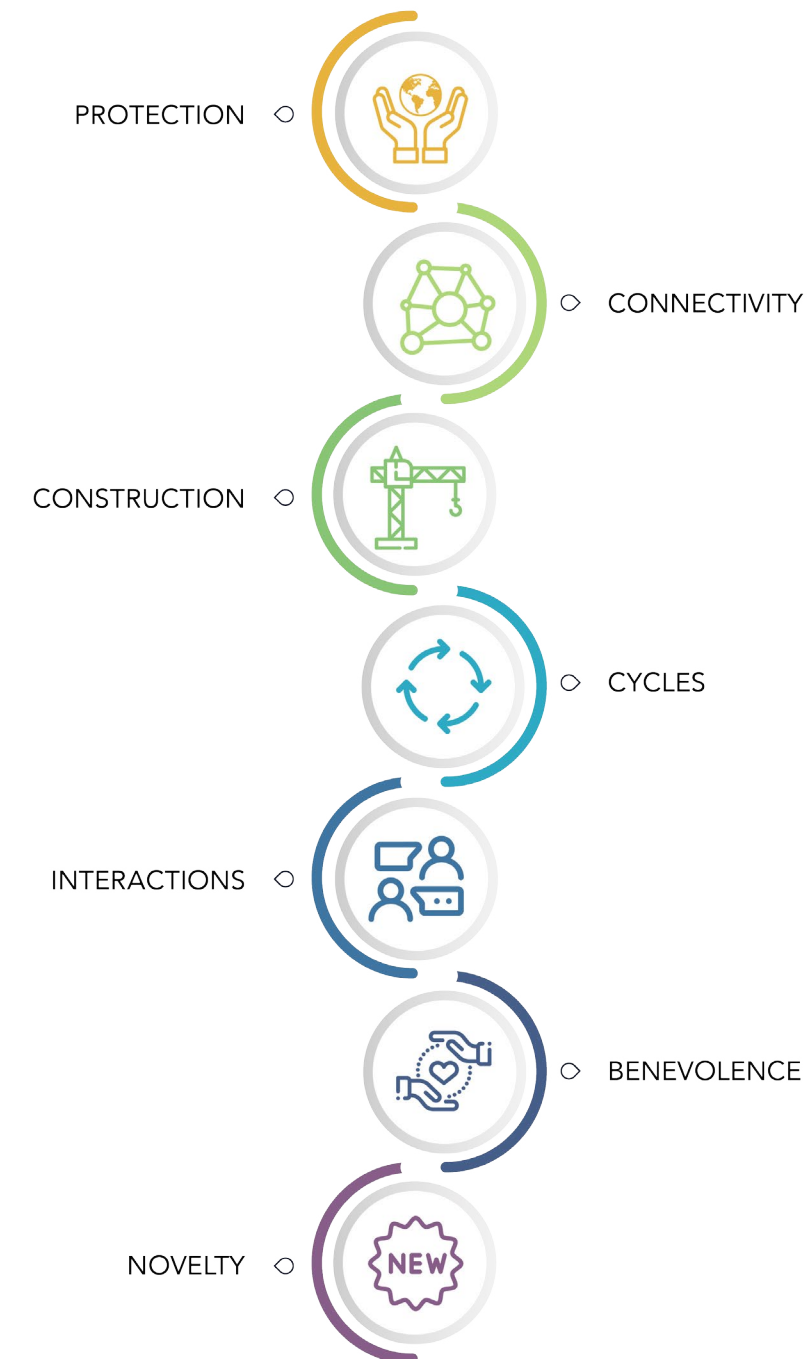 PROTECTION
CONNECTIVITY
CONSTRUCTION
CYCLES
INTERACTIONS
BENEVOLENCE
NOVELTY
NEW